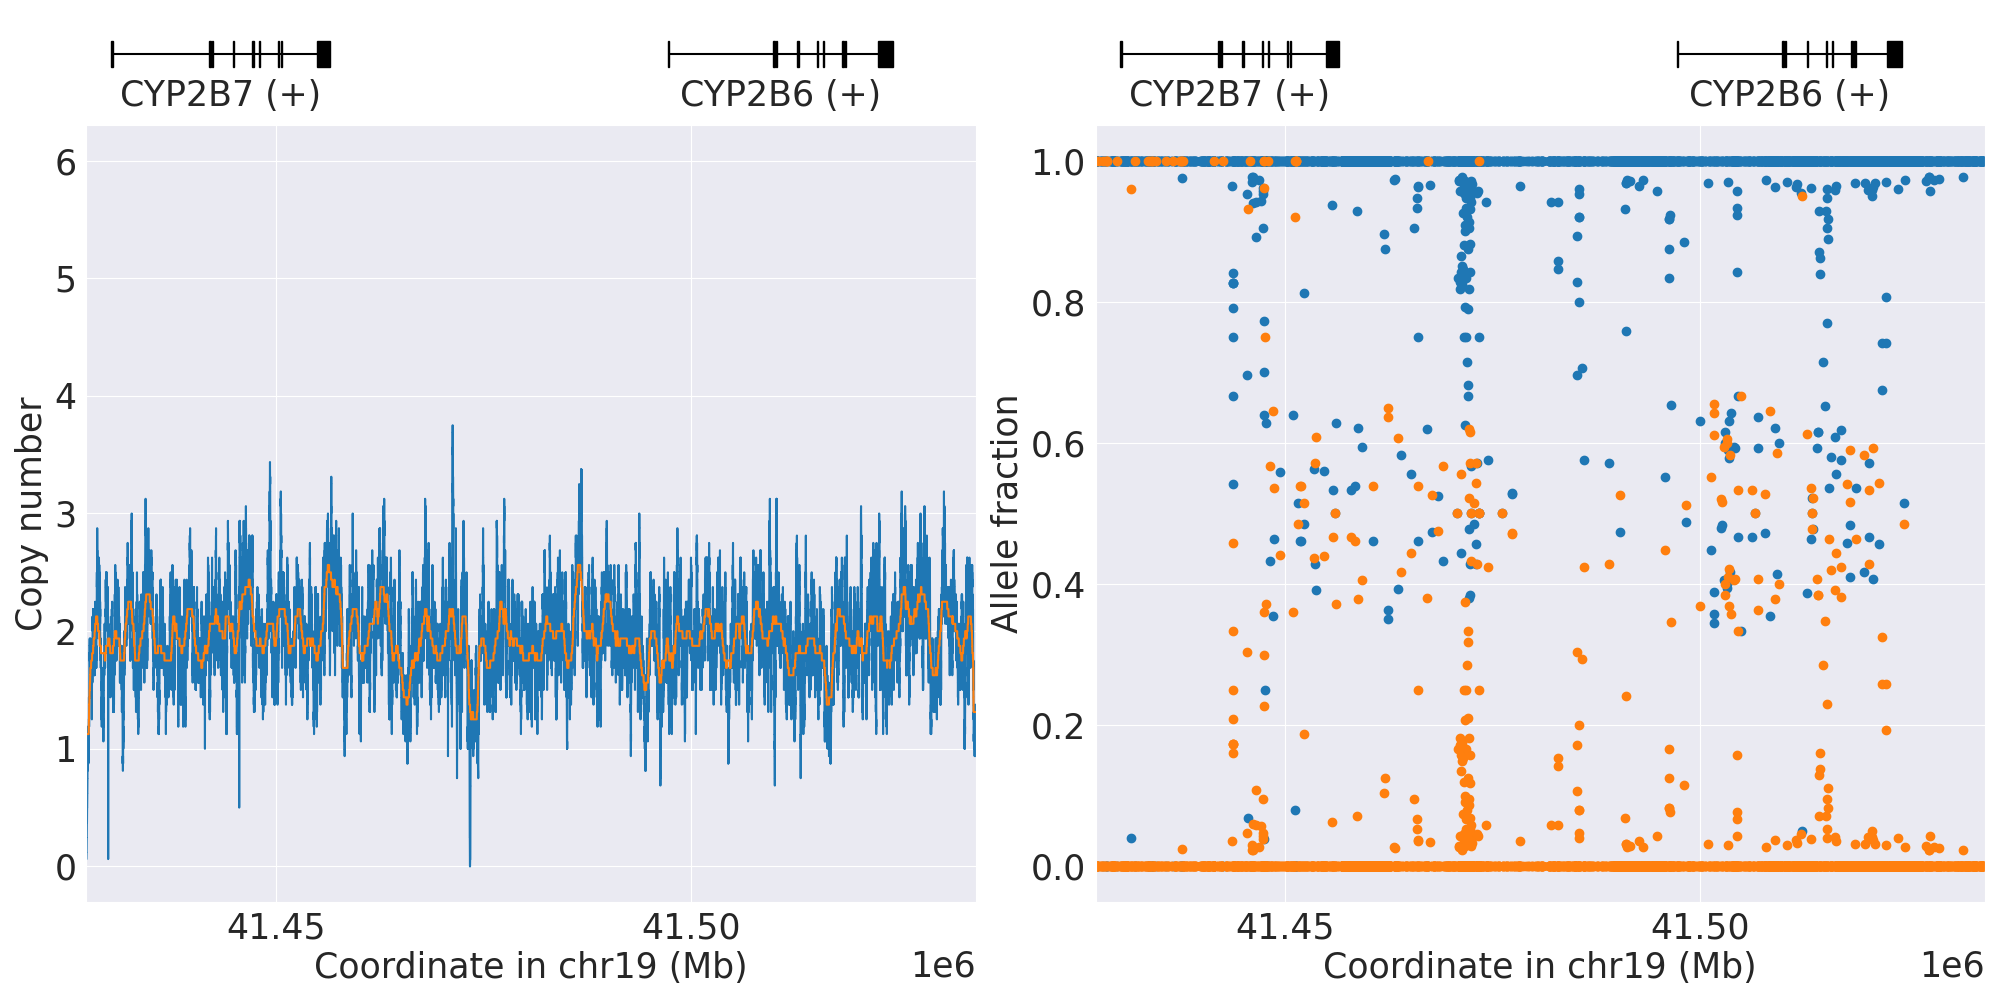 CYP2B7 (+)
CYP2B6 (+)
6
5
4
3
2
1
0
Copy number
41.45
41.50
Coordinate in chr19 (Mb)
1e6
CYP2B7 (+)
CYP2B6 (+)
1.0
0.8
0.6
0.4
0.2
0.0
Allele fraction
41.45
41.50
Coordinate in chr19 (Mb)
1e6